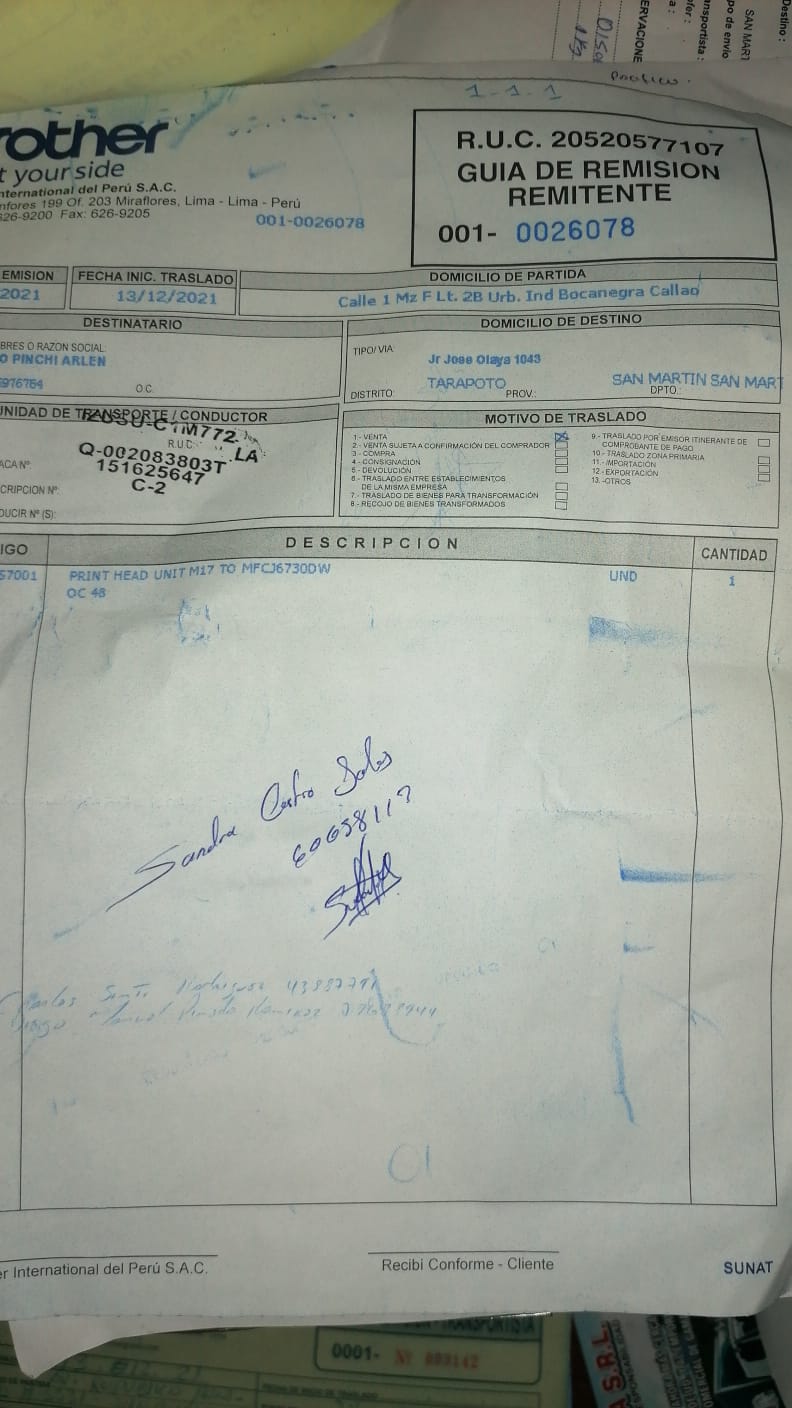 Destino :
SAN MART
po de envio
nsportista :
fer :
a :
ERVACIONE
1-1-1
rother
t your side
nternational del Perú S.A.C.
nfores 199 Of. 203 Miraflores, Lima - Lima - Perú
626-9200 Fax: 626-9205
001-0026078
R.U.C. 20520577107
GUIA DE REMISION
REMITENTE
001- 0026078
EMISION
2021
FECHA INIC. TRASLADO
13/12/2021
DOMICILIO DE PARTIDA
Calle 1 Mz F Lt. 2B Urb. Ind Bocanegra Callao
DESTINATARIO
BRES O RAZON SOCIAL:
O PINCHI ARLEN
976764
O.C.
DOMICILIO DE DESTINO
TIPO/ VIA:
Jr Jose Olaya 1043
TARAPOTO
SAN MARTIN SAN MART
DISTRITO:
PROV.:
DPTO.:
UNIDAD DE TRANSPORTE / CONDUCTOR
C1M772
R.U.C.
LA
Q-002083803T
151625647
C-2
ACA Nº:
CRIPCION Nº:
DUCIR Nº (S):
MOTIVO DE TRASLADO
1 - VENTA
2 - VENTA SUJETA A CONFIRMACIÓN DEL COMPRADOR
3 - COMPRA
4 - CONSIGNACIÓN
5 - DEVOLUCIÓN
6 - TRASLADO ENTRE ESTABLECIMIENTOS
DE LA MISMA EMPRESA
7 - TRASLADO DE BIENES PARA TRANSFORMACIÓN
8 - RECOJO DE BIENES TRANSFORMADOS
9.- TRASLADO POR EMISOR ITINERANTE DE
COMPROBANTE DE PAGO
10.- TRASLADO ZONA PRIMARIA
11.- IMPORTACIÓN
12.- EXPORTACIÓN
13.-OTROS
IGO
DESCRIPCION
CANTIDAD
57001
PRINT HEAD UNIT M17 TO MFCJ6730DW
UND
1
OC 48
Sandra Castro Salas
60658117
01
er International del Perú S.A.C.
Recibi Conforme - Cliente
SUNAT
0001- Nº 093142
A S.R.L.